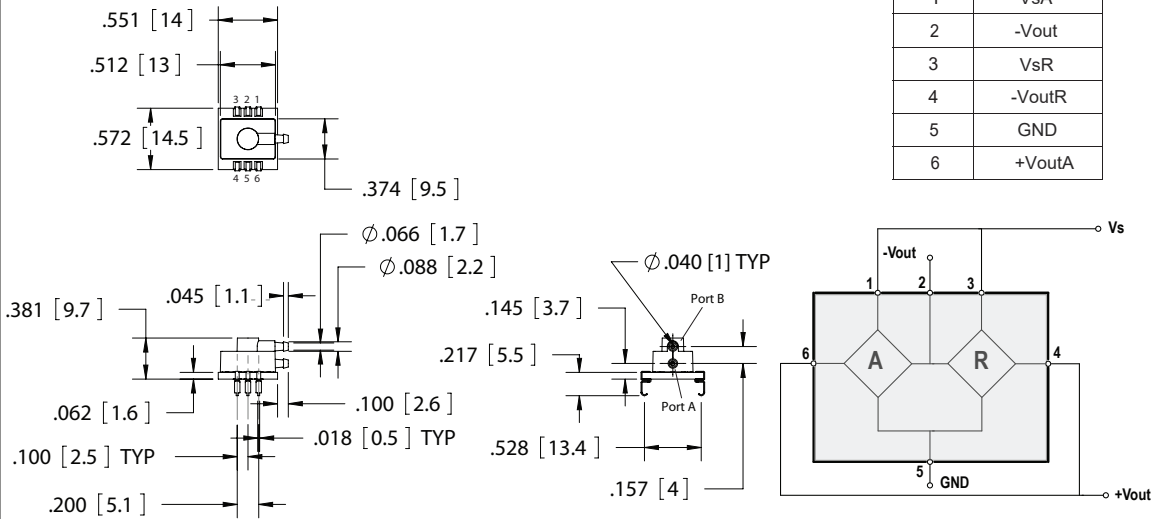 1 VsA
2 -Vout
3 VsR
4 -VoutR
5 GND
6 +VoutA
.551 [14]
.512 [13]
3 2 1
.572 [14.5]
4 5 6
.374 [9.5]
Ø.066 [1.7]
Ø.088 [2.2]
.045 [1.1]
.381 [9.7]
.062 [1.6]
.100 [2.6]
.018 [0.5] TYP
.100 [2.5] TYP
.200 [5.1]
Ø.040 [1] TYP
Port B
.145 [3.7]
.217 [5.5]
Port A
.528 [13.4]
.157 [4]
Vs
-Vout
1 2 3
6 A R 4
5 GND
+Vout